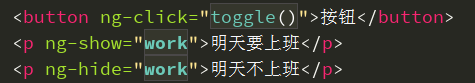 <button ng-click="toggle()">按钮</button>
<p ng-show="work">明天要上班</p>
<p ng-hide="work">明天不上班</p>